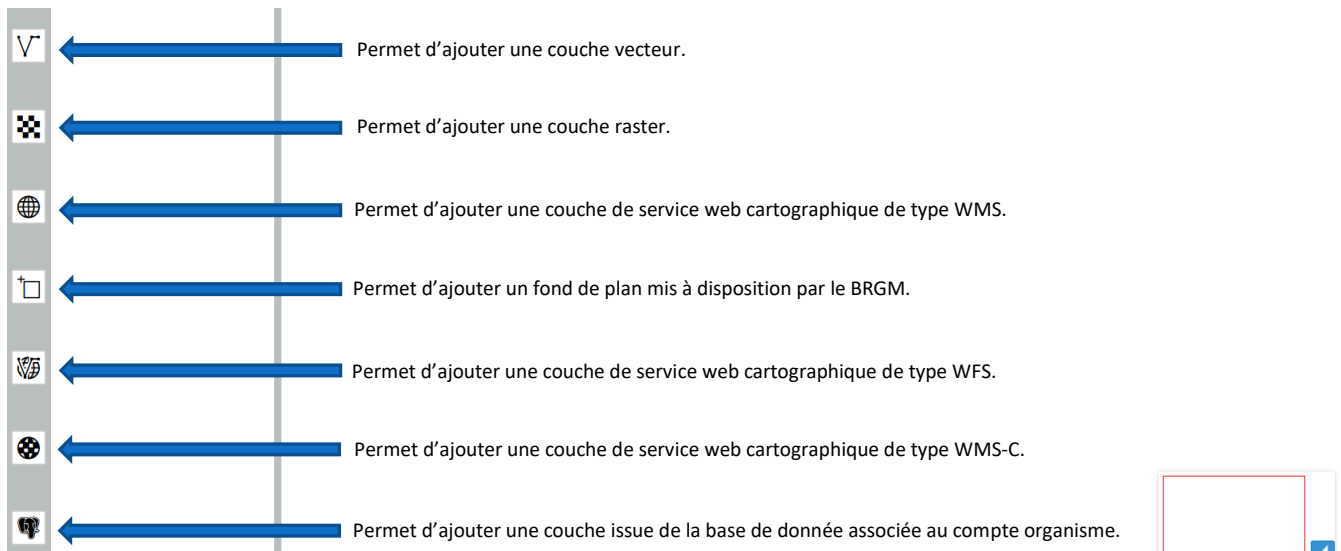 Permet d’ajouter une couche vecteur.
Permet d’ajouter une couche raster.
Permet d’ajouter une couche de service web cartographique de type WMS.
Permet d’ajouter un fond de plan mis à disposition par le BRGM.
Permet d’ajouter une couche de service web cartographique de type WFS.
Permet d’ajouter une couche de service web cartographique de type WMS-C.
Permet d’ajouter une couche issue de la base de donnée associée au compte organisme.